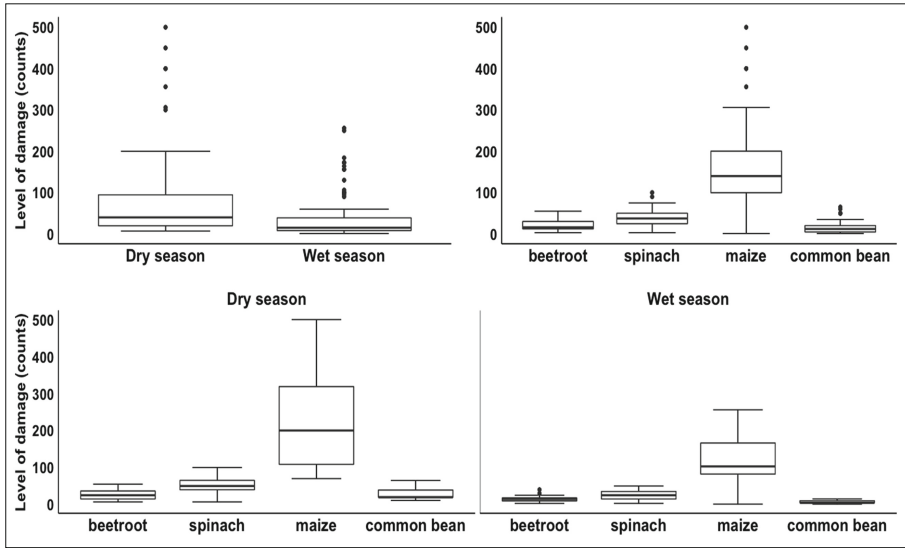 Level of damage (counts)
500
400
300
200
100
0
Dry season Wet season
500
400
300
200
100
0
beetroot spinach maize common bean
Dry season
Level of damage (counts)
500
400
300
200
100
0
beetroot spinach maize common bean
Wet season
beetroot spinach maize common bean